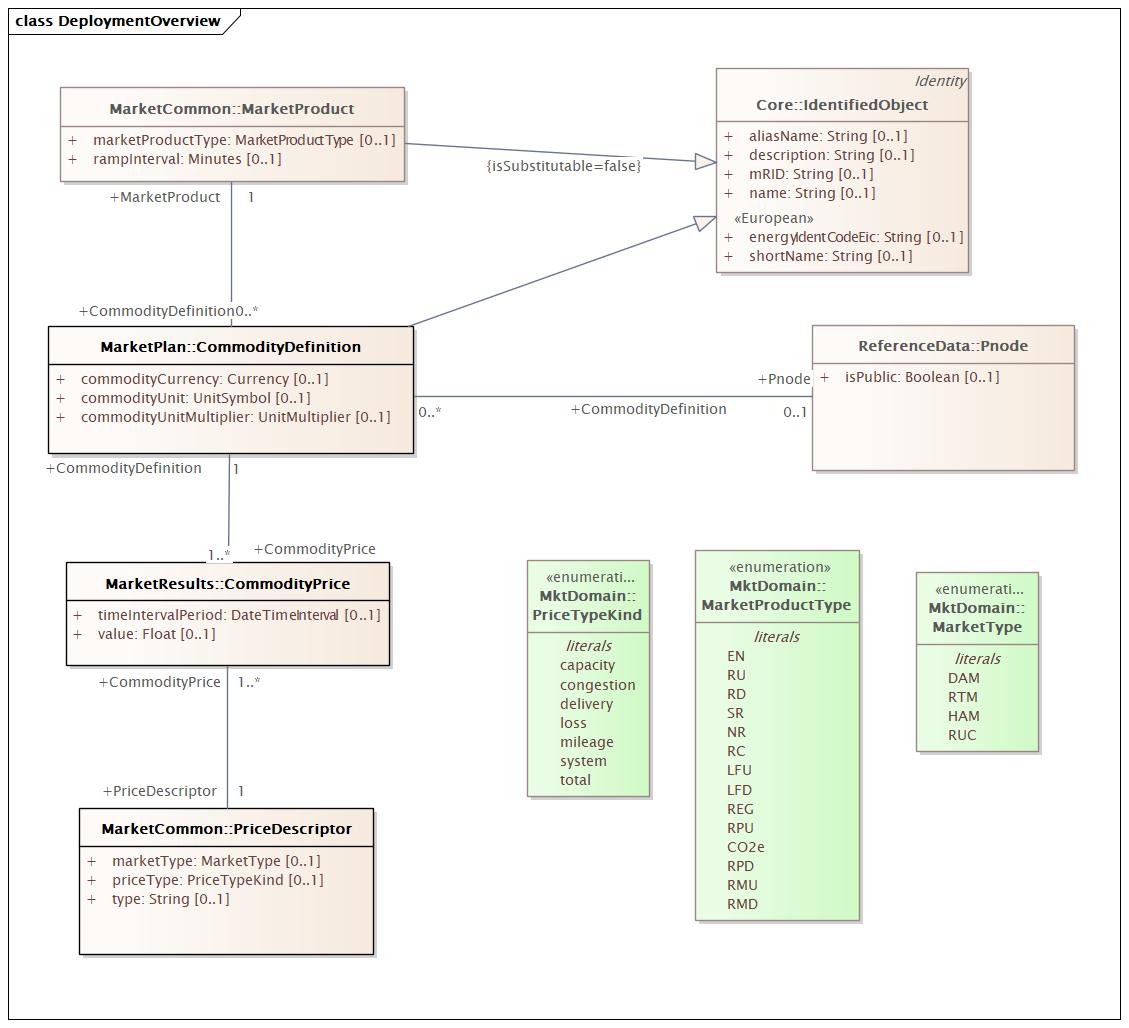 class DeploymentOverview
MarketCommon::MarketProduct
+ marketProductType: MarketProductType [0..1]
+ rampInterval: Minutes [0..1]
Identity
Core::IdentifiedObject
+ aliasName: String [0..1]
+ description: String [0..1]
+ mRID: String [0..1]
+ name: String [0..1]
«European»
+ energyIdentCodeEic: String [0..1]
+ shortName: String [0..1]
{isSubstitutable=false}
+MarketProduct 1
+CommodityDefinition 0..*
MarketPlan::CommodityDefinition
+ commodityCurrency: Currency [0..1]
+ commodityUnit: UnitSymbol [0..1]
+ commodityUnitMultiplier: UnitMultiplier [0..1]
ReferenceData::Pnode
+ isPublic: Boolean [0..1]
+Pnode
0..* +CommodityDefinition 0..1
+CommodityDefinition 1
1..* +CommodityPrice
MarketResults::CommodityPrice
+ timeIntervalPeriod: DateTimeInterval [0..1]
+ value: Float [0..1]
+CommodityPrice 1..*
+PriceDescriptor 1
MarketCommon::PriceDescriptor
+ marketType: MarketType [0..1]
+ priceType: PriceTypeKind [0..1]
+ type: String [0..1]
«enumerati...
MktDomain::
PriceTypeKind
literals
capacity
congestion
delivery
loss
mileage
system
total
«enumeration»
MktDomain::
MarketProductType
literals
EN
RU
RD
SR
NR
RC
LFU
LFD
REG
RPU
CO2e
RPD
RMU
RMD
«enumerati...
MktDomain::
MarketType
literals
DAM
RTM
HAM
RUC